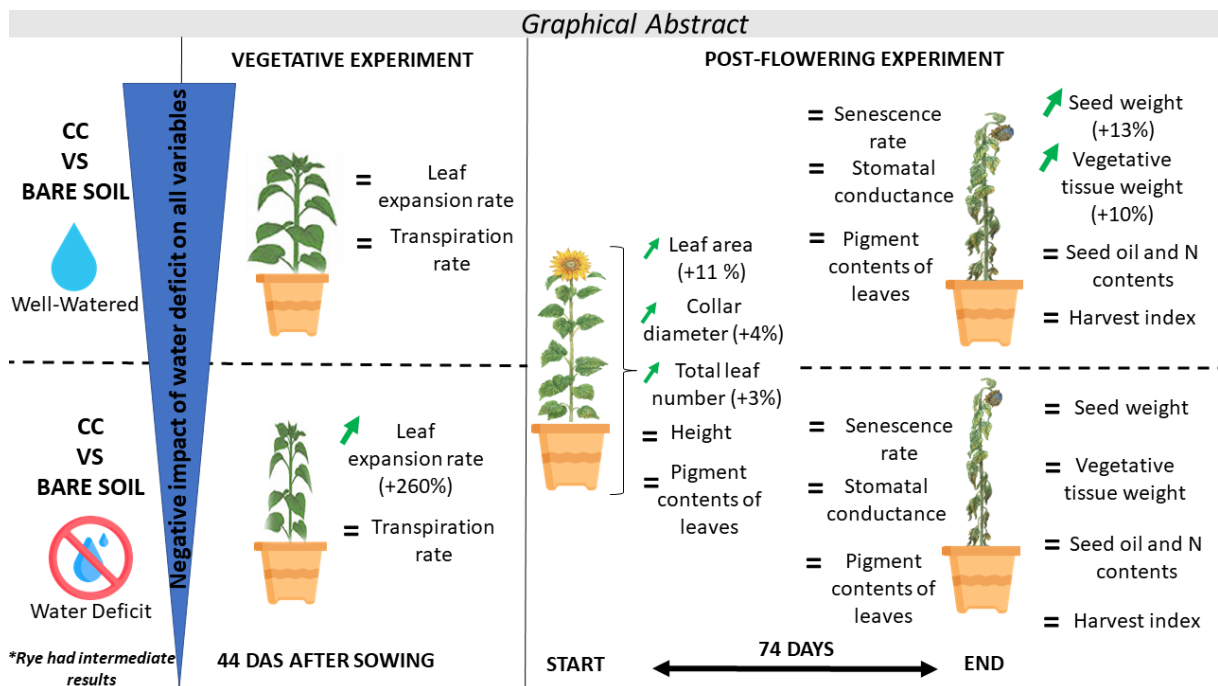 Graphical Abstract
VEGETATIVE EXPERIMENT
POST-FLOWERING EXPERIMENT
Negative impact of water deficit on all variables
CC
VS
BARE SOIL
Well-Watered
= Leaf
expansion rate
= Transpiration
rate
CC
VS
BARE SOIL
Water Deficit
Leaf
expansion rate
(+260%)
= Transpiration
rate
*Rye had intermediate
results
44 DAS AFTER SOWING
Leaf area
(+11 %)
Collar
diameter (+4%)
Total leaf
number (+3%)
= Height
= Pigment
contents of
leaves
= Senescence
rate
= Stomatal
conductance
= Pigment
contents of
leaves
Seed weight
(+13%)
Vegetative
tissue weight
(+10%)
= Seed oil and N
contents
= Harvest index
= Senescence
rate
= Stomatal
conductance
= Pigment
contents of
leaves
= Seed weight
= Vegetative
tissue weight
= Seed oil and N
contents
= Harvest index
START
74 DAYS
END